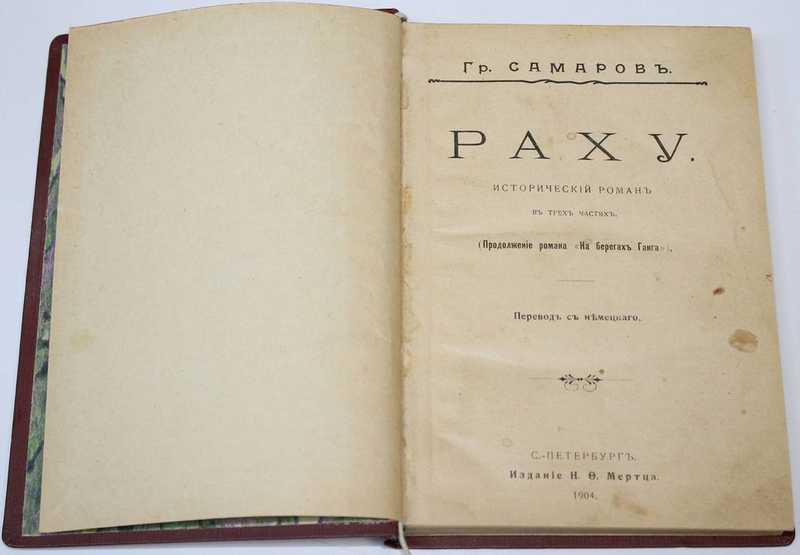 Гр. САМАРОВЪ.
РАХУ.
ИСТОРИЧЕСКІЙ РОМАНЪ
ВЪ ТРЕХЪ ЧАСТЯХЪ.
(Продолженіе романа «На берегахъ Ганга»).
Переводъ съ нѣмецкаго.
С.-ПЕТЕРБУРГЪ.
Изданіе Н. Ѳ. Мертца.
1904.